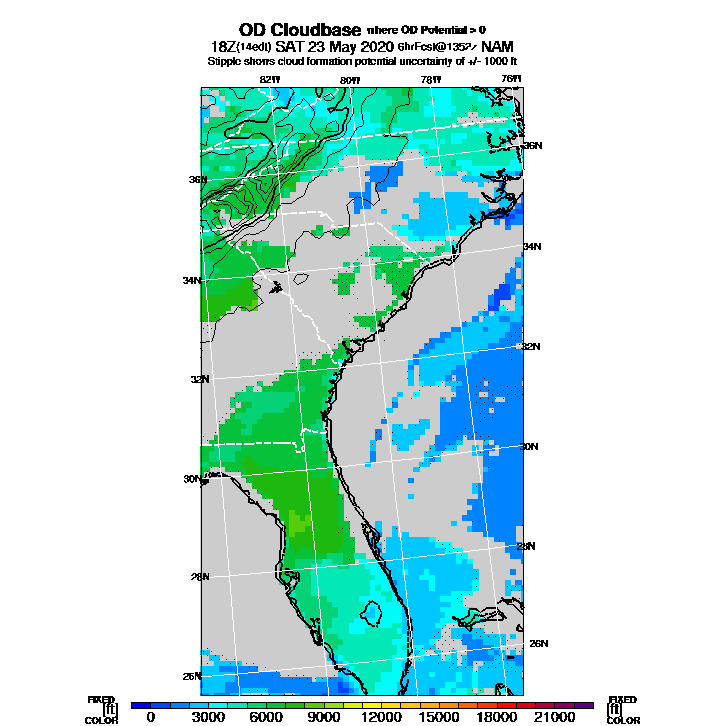 OD Cloudbase where OD Potential > 0
18Z(14edt) SAT 23 May 2020 6hrFcst@1352z NAM
Stipple shows cloud formation potential uncertainty of +/- 1000 ft
82W 80W 78W 76W
36N
36N
34N
34N
32N
32N
30N
30N
28N
28N
26N
26N
FIXED FIXED
[ft] 0 3000 6000 9000 12000 15000 18000 21000 [ft]
COLOR COLOR